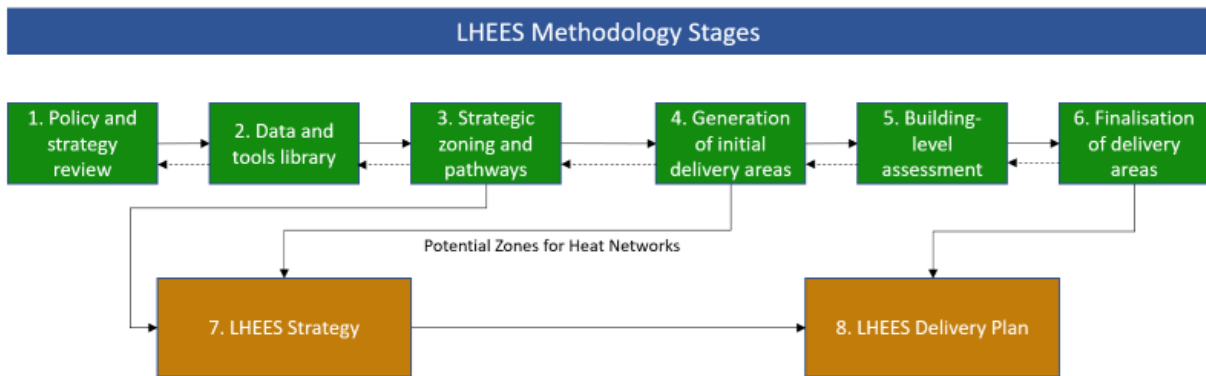 LHEES Methodology Stages
1. Policy and
strategy
review
2. Data and
tools library
3. Strategic
zoning and
pathways
4. Generation
of initial
delivery areas
5. Building-
level
assessment
6. Finalisation
of delivery
areas
Potential Zones for Heat Networks
7. LHEES Strategy
8. LHEES Delivery Plan